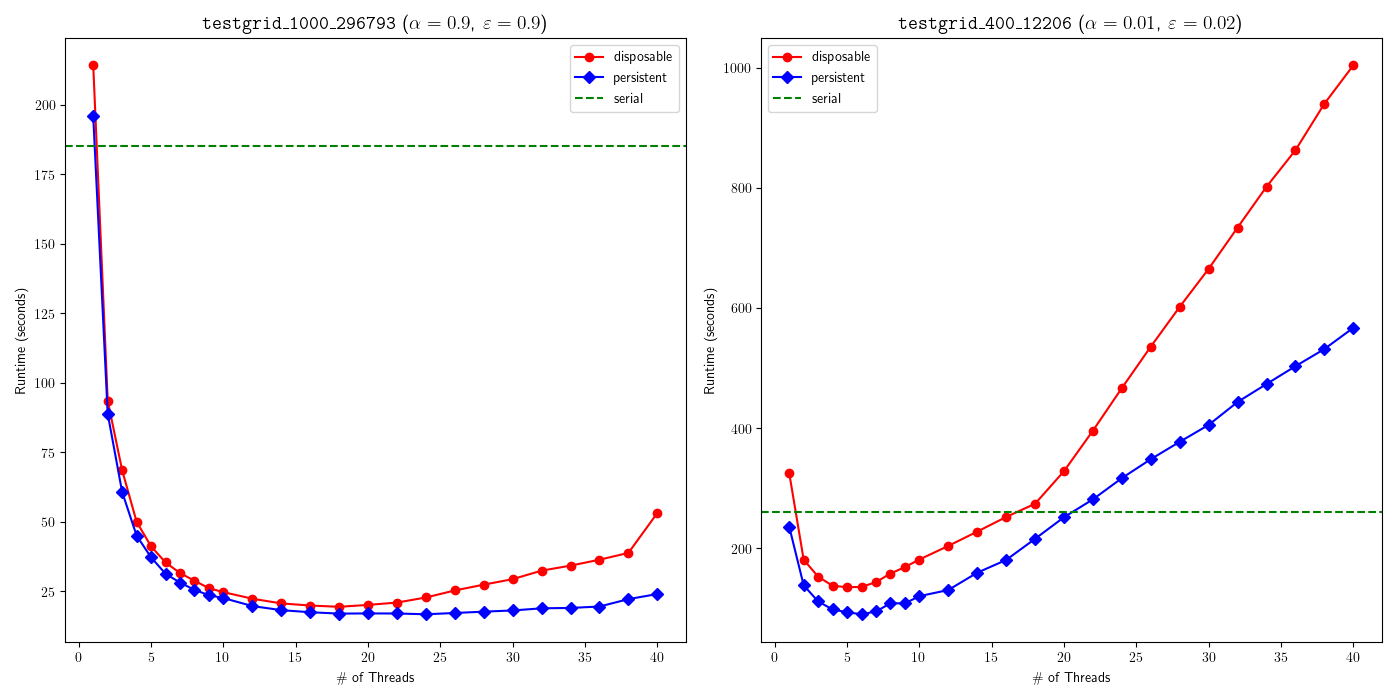 testgrid_1000_296793 (α = 0.9, ε = 0.9)
disposable
persistent
serial
Runtime (seconds)
200
175
150
125
100
75
50
25
0 5 10 15 20 25 30 35 40
# of Threads
testgrid_400_12206 (α = 0.01, ε = 0.02)
disposable
persistent
serial
Runtime (seconds)
1000
800
600
400
200
0 5 10 15 20 25 30 35 40
# of Threads